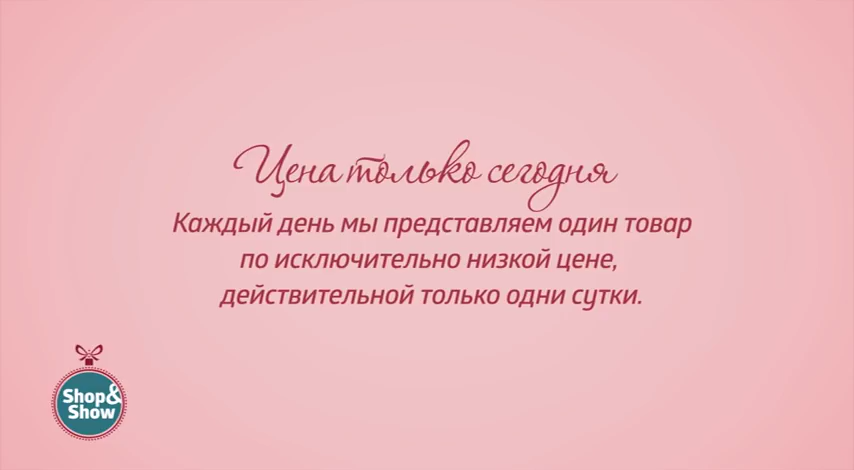 Цена только сегодня
Каждый день мы представляем один товар
по исключительно низкой цене,
действительной только одни сутки.
Shop&
Show